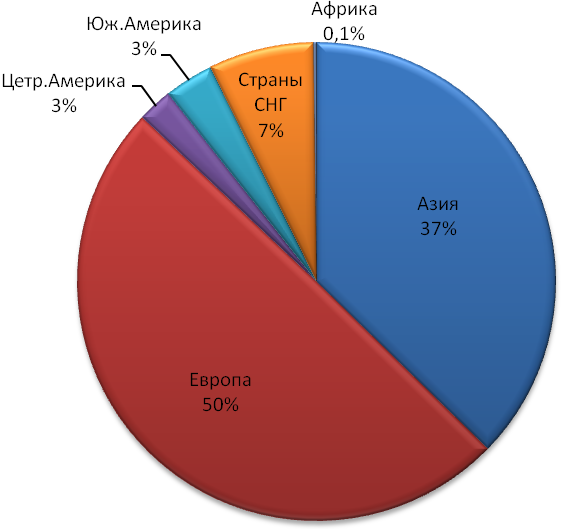 Африка
0,1%
Юж.Америка
3%
Цетр.Америка
3%
Страны
СНГ
7%
Азия
37%
Европа
50%